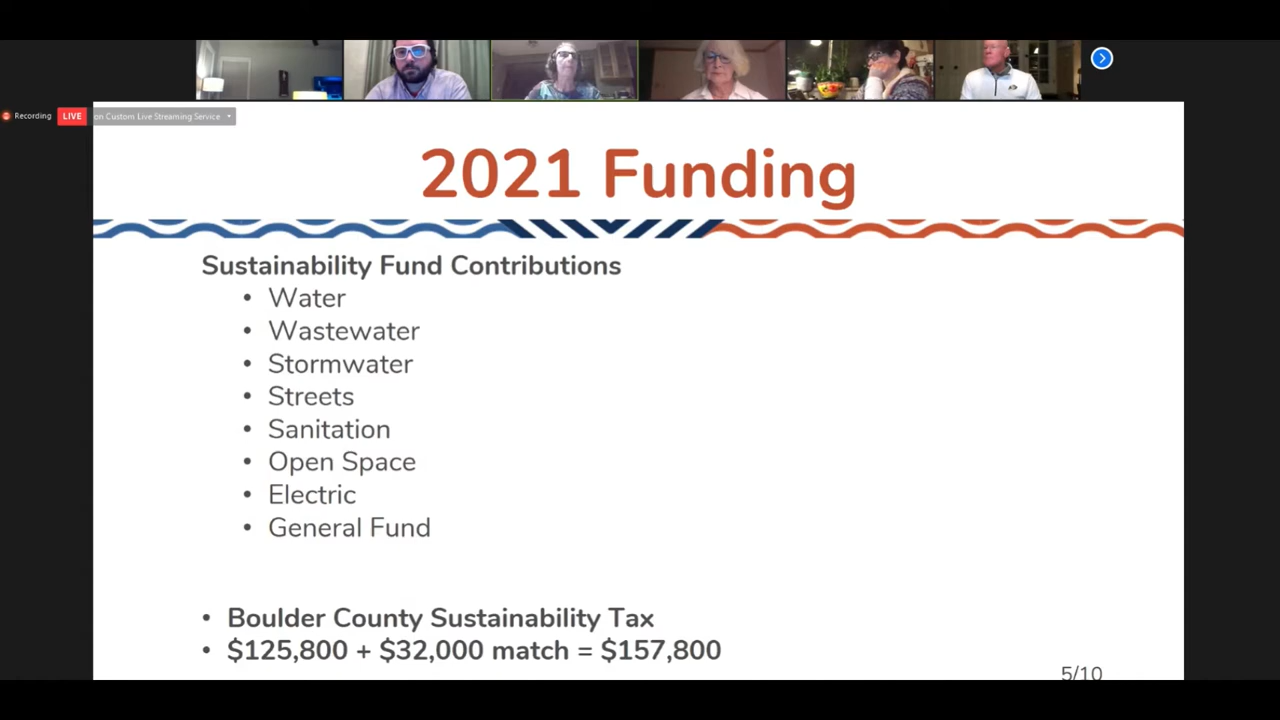 Recording
LIVE
on Custom Live Streaming Service
2021 Funding
Sustainability Fund Contributions
• Water
• Wastewater
• Stormwater
• Streets
• Sanitation
• Open Space
• Electric
• General Fund
• Boulder County Sustainability Tax
• $125,800 + $32,000 match = $157,800
5/10